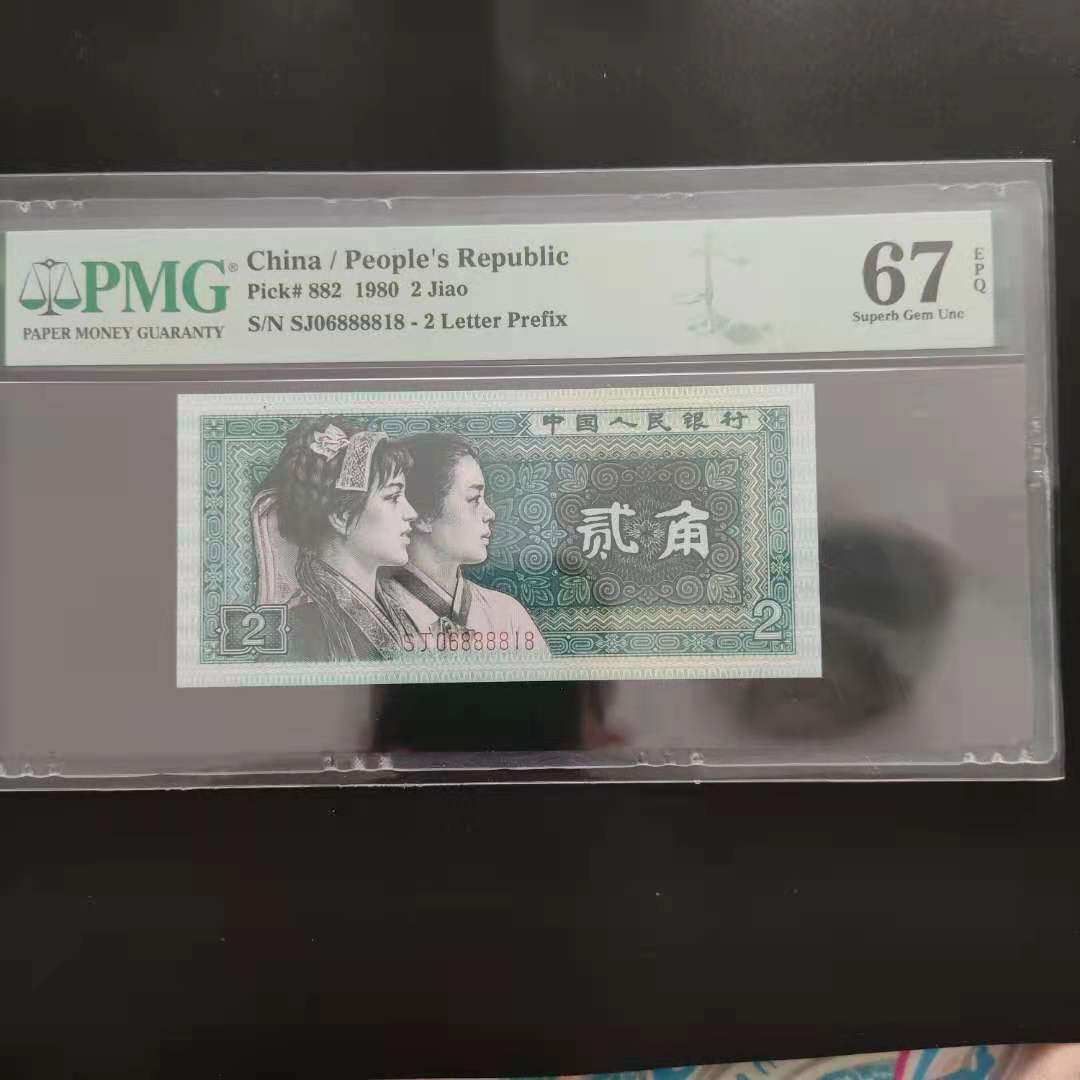 PMG®
PAPER MONEY GUARANTY
China / People's Republic
Pick# 882 1980 2 Jiao
S/N SJ06888818 - 2 Letter Prefix
67
EPQ
Superb Gem Unc
中国人民银行
贰角
2
SJ06888818
2